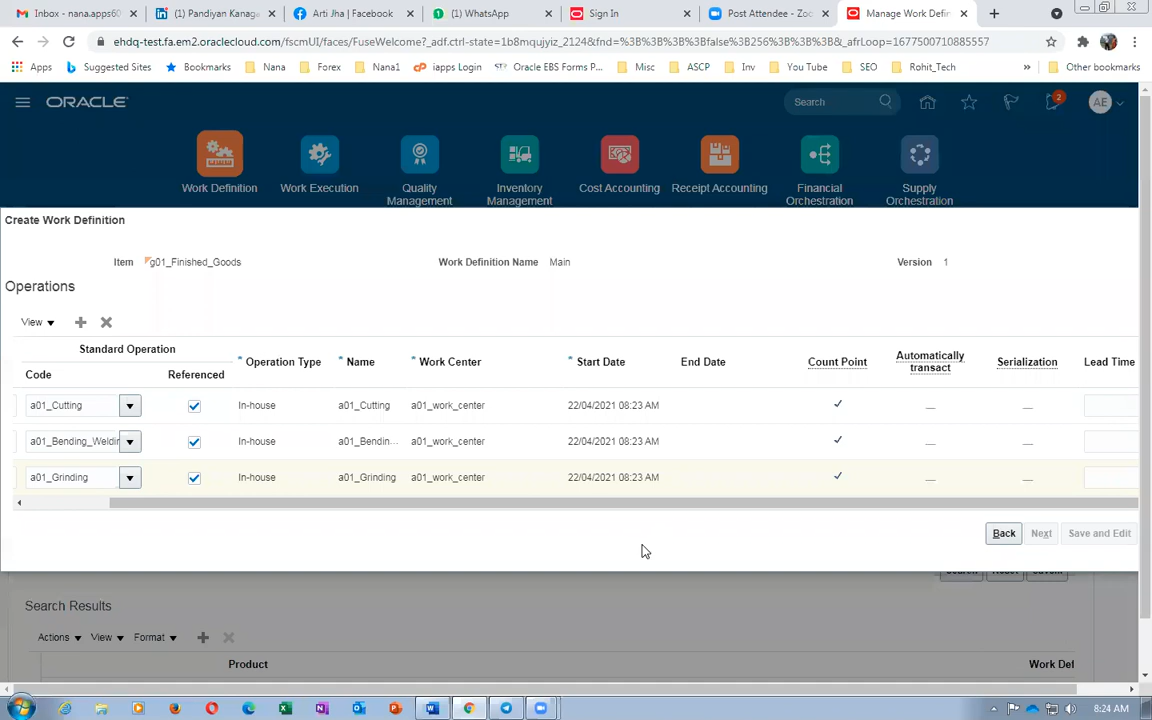 Inbox - nana.apps60
(1) Pandiyan Kanag
Arti Jha | Facebook
(1) WhatsApp
Sign In
Post Attendee - Zoo
Manage Work Defin
ehdq-test.fa.em2.oraclecloud.com/fscmUI/faces/FuseWelcome?_adf.ctrl-state=1b8mqujyiz_2124&fnd=%3B%3B%3B%3Bfalse%3B256%3B%3B%3B&_afrLoop=1677500710885557
Apps Suggested Sites Bookmarks Nana Forex Nana1 iapps Login Oracle EBS Forms P... Misc ASCP Inv You Tube SEO Rohit_Tech » Other bookmarks
ORACLE Search 2 AE
Work Definition
Work Execution
Quality Management
Inventory Management
Cost Accounting
Receipt Accounting
Financial Orchestration
Supply Orchestration
Create Work Definition
Item g01_Finished_Goods Work Definition Name Main Version 1
Operations
View
Standard Operation
Code Referenced * Operation Type * Name * Work Center * Start Date End Date Count Point Automatically transact Serialization Lead Time
a01_Cutting In-house a01_Cutting a01_work_center 22/04/2021 08:23 AM
a01_Bending_Weldin In-house a01_Bendin... a01_work_center 22/04/2021 08:23 AM
a01_Grinding In-house a01_Grinding a01_work_center 22/04/2021 08:23 AM
Back Next Save and Edit
Search Results
Actions View Format
Product Work Def
8:24 AM